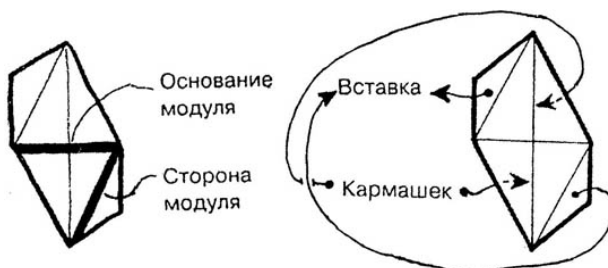 Основание
модуля
Сторона
модуля
Вставка
Кармашек